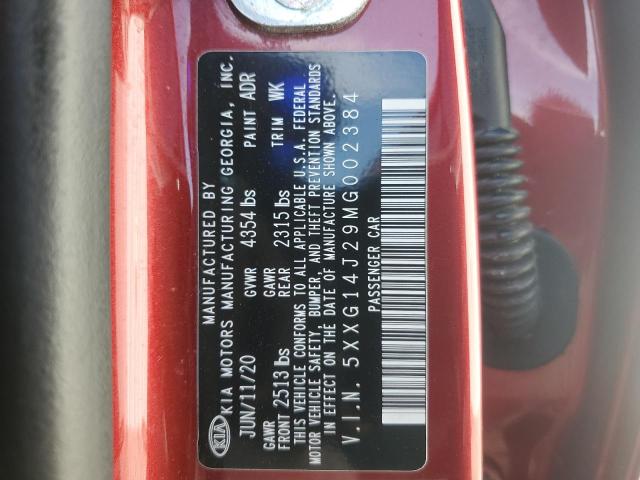 MANUFACTURED BY
KIA KIA MOTORS MANUFACTURING GEORGIA, INC.
JUN/11/20 GVWR 4354 lbs PAINT ADR
GAWR FRONT 2513 lbs GAWR REAR 2315 lbs TRIM WK
THIS VEHICLE CONFORMS TO ALL APPLICABLE U.S.A. FEDERAL
MOTOR VEHICLE SAFETY, BUMPER, AND THEFT PREVENTION STANDARDS
IN EFFECT ON THE DATE OF MANUFACTURE SHOWN ABOVE.
V.I.N. 5XXG14J29MG002384
PASSENGER CAR